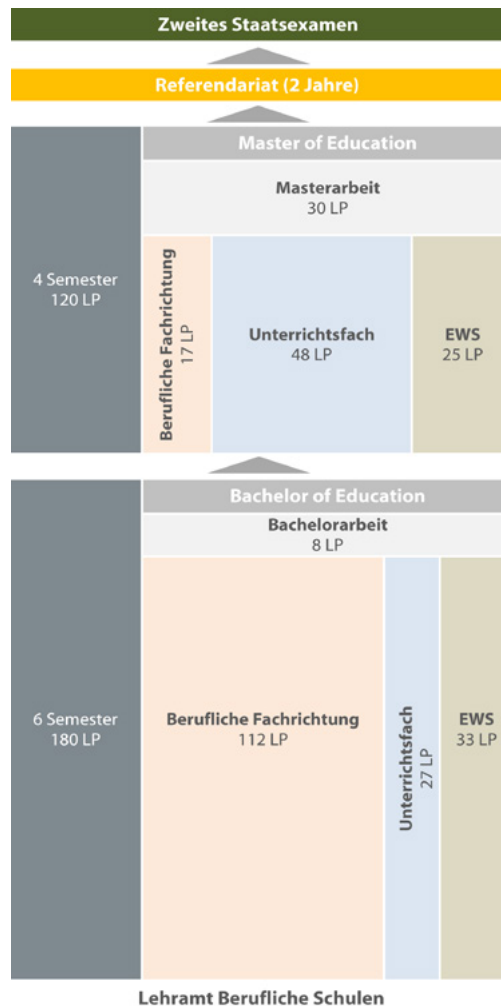 Zweites Staatsexamen
Referendariat (2 Jahre)
Master of Education
Masterarbeit
30 LP
4 Semester
120 LP
Berufliche Fachrichtung
17 LP
Unterrichtsfach
48 LP
EWS
25 LP
Bachelor of Education
Bachelorarbeit
8 LP
6 Semester
180 LP
Berufliche Fachrichtung
112 LP
Unterrichtsfach
27 LP
EWS
33 LP
Lehramt Berufliche Schulen